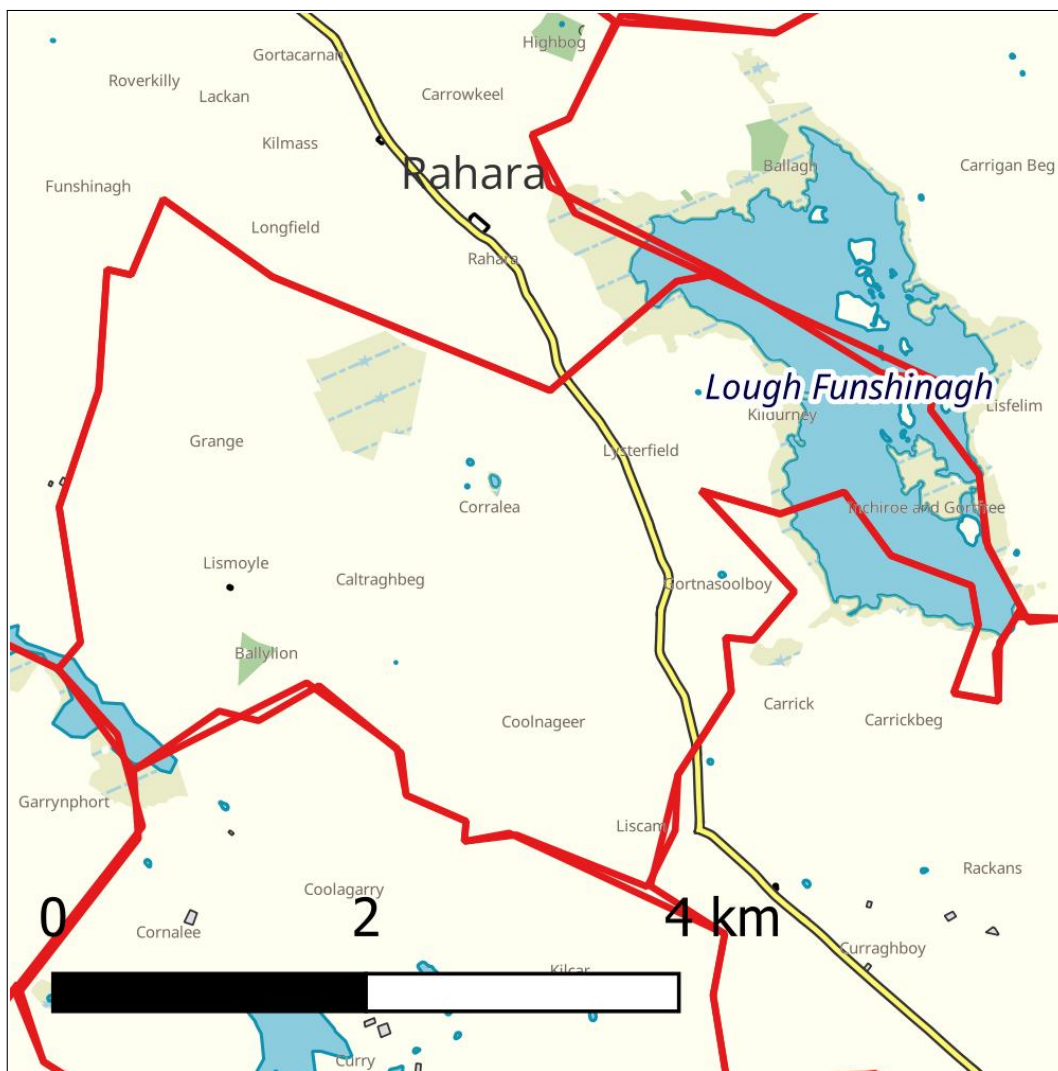 Highbog
Gortacarnan
Roverkilly
Lackan
Carrowkeel
Kilmass
Ballagh
Carrigan Beg
Rahara
Funshinagh
Longfield
Rahara
Lough Funshinagh
Kildurney
Lisfelim
Grange
Lysterfield
Corralea
Inchiroe and Gortfree
Lismoyle
Caltraghbeg
Gortnasoolboy
Ballylion
Carrick
Carrickbeg
Coolnageer
Garrynphort
Liscam
Rackans
Coolagarry
0 2 4 km
Cornalee
Curraghboy
Kilcar
Curry